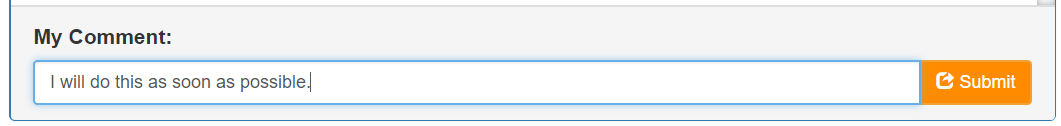 My Comment:
I will do this as soon as possible.
Submit